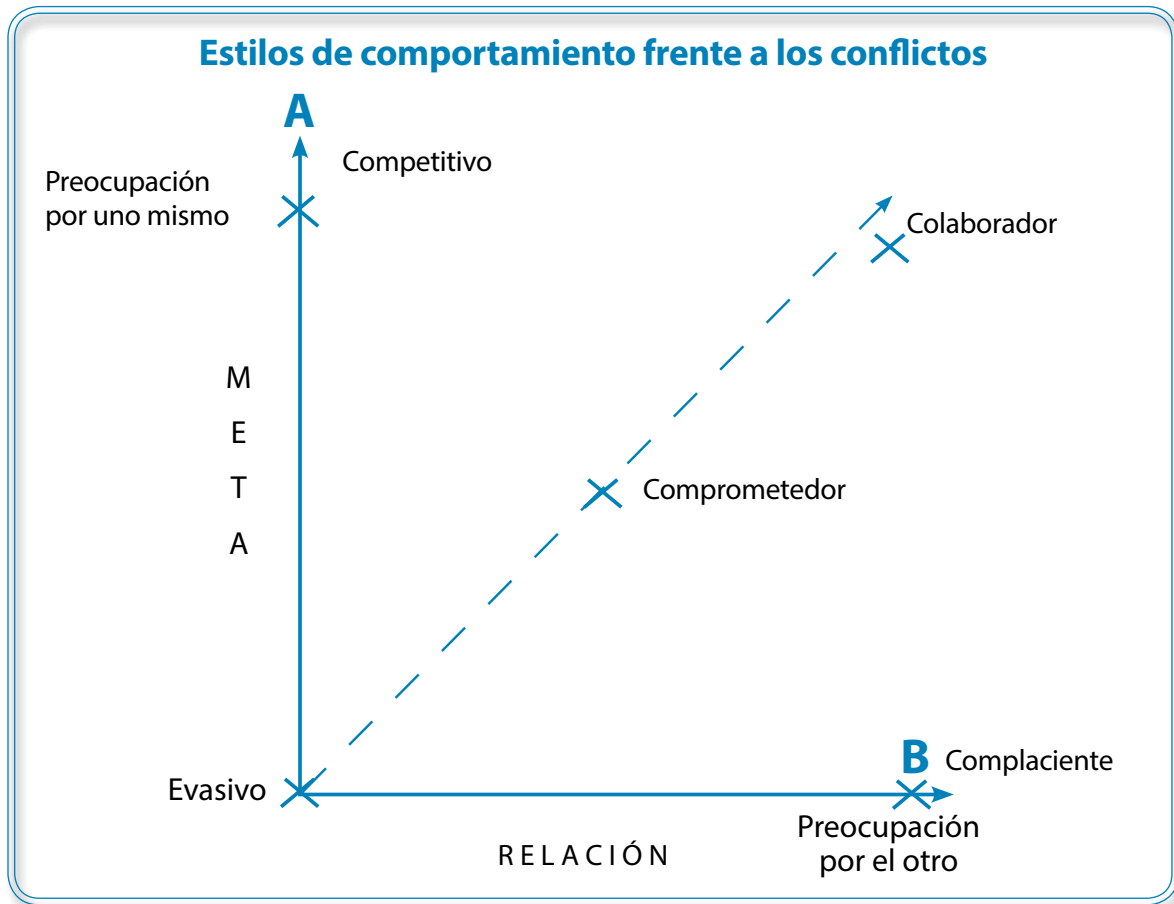 Estilos de comportamiento frente a los conflictos
A
Competitivo
Preocupación
por uno mismo
Colaborador
M
E
T
A
Comprometedor
Evasivo
B
Complaciente
Preocupación
por el otro
RELACIÓN